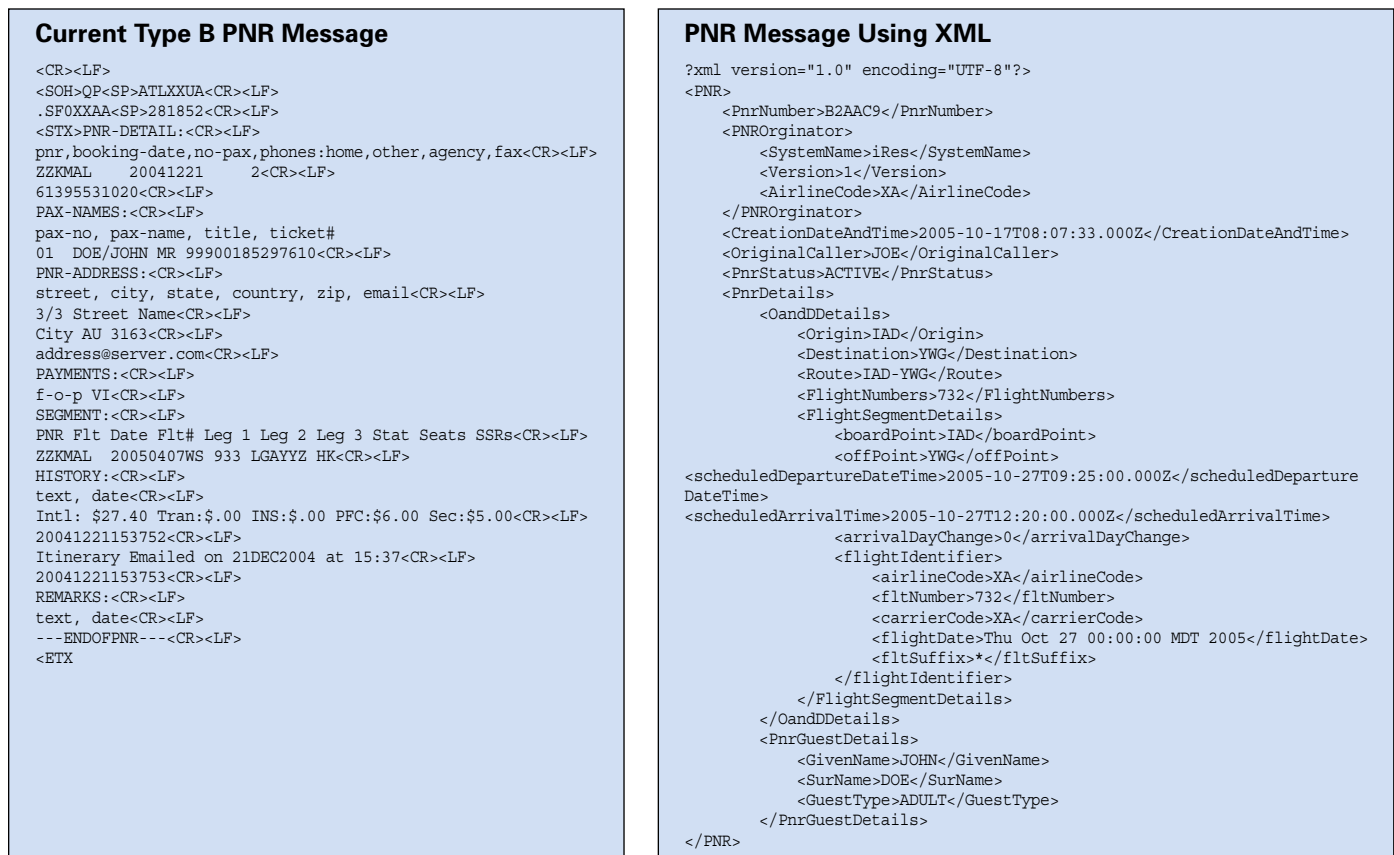 Current Type B PNR Message
<CR><LF>
<SOH>QP<SP>ATLXXUA<CR><LF>
.SF0XXAA<SP>281852<CR><LF>
<STX>PNR-DETAIL:<CR><LF>
pnr,booking-date,no-pax,phones:home,other,agency,fax<CR><LF>
ZZKMAL    20041221     2<CR><LF>
61395531020<CR><LF>
PAX-NAMES:<CR><LF>
pax-no, pax-name, title, ticket#
01  DOE/JOHN MR 99900185297610<CR><LF>
PNR-ADDRESS:<CR><LF>
street, city, state, country, zip, email<CR><LF>
3/3 Street Name<CR><LF>
City AU 3163<CR><LF>
address@server.com<CR><LF>
PAYMENTS:<CR><LF>
f-o-p VI<CR><LF>
SEGMENT:<CR><LF>
PNR Flt Date Flt# Leg 1 Leg 2 Leg 3 Stat Seats SSRs<CR><LF>
ZZKMAL  20050407WS 933 LGAYYZ HK<CR><LF>
HISTORY:<CR><LF>
text, date<CR><LF>
Intl: $27.40 Tran:$.00 INS:$.00 PFC:$6.00 Sec:$5.00<CR><LF>
20041221153752<CR><LF>
Itinerary Emailed on 21DEC2004 at 15:37<CR><LF>
20041221153753<CR><LF>
REMARKS:<CR><LF>
text, date<CR><LF>
---ENDOFPNR---<CR><LF>
<ETX
PNR Message Using XML
?xml version="1.0" encoding="UTF-8"?>
<PNR>
    <PnrNumber>B2AAC9</PnrNumber>
    <PNROrginator>
        <SystemName>iRes</SystemName>
        <Version>1</Version>
        <AirlineCode>XA</AirlineCode>
    </PNROrginator>
    <CreationDateAndTime>2005-10-17T08:07:33.000Z</CreationDateAndTime>
    <OriginalCaller>JOE</OriginalCaller>
    <PnrStatus>ACTIVE</PnrStatus>
    <PnrDetails>
        <OandDDetails>
            <Origin>IAD</Origin>
            <Destination>YWG</Destination>
            <Route>IAD-YWG</Route>
            <FlightNumbers>732</FlightNumbers>
            <FlightSegmentDetails>
                <boardPoint>IAD</boardPoint>
                <offPoint>YWG</offPoint>
<scheduledDepartureDateTime>2005-10-27T09:25:00.000Z</scheduledDeparture
DateTime>
<scheduledArrivalTime>2005-10-27T12:20:00.000Z</scheduledArrivalTime>
                <arrivalDayChange>0</arrivalDayChange>
                <flightIdentifier>
                    <airlineCode>XA</airlineCode>
                    <fltNumber>732</fltNumber>
                    <carrierCode>XA</carrierCode>
                    <flightDate>Thu Oct 27 00:00:00 MDT 2005</flightDate>
                    <fltSuffix>*</fltSuffix>
                </flightIdentifier>
            </FlightSegmentDetails>
        </OandDDetails>
        <PnrGuestDetails>
            <GivenName>JOHN</GivenName>
            <SurName>DOE</SurName>
            <GuestType>ADULT</GuestType>
        </PnrGuestDetails>
</PNR>